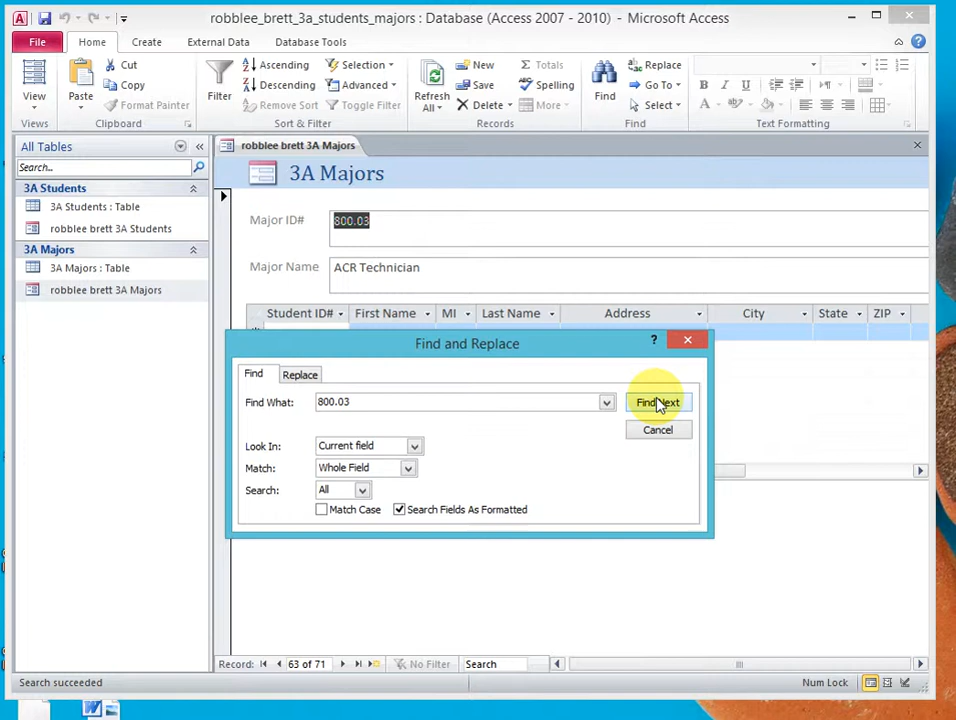 robblee_brett_3a_students_majors : Database (Access 2007 - 2010) - Microsoft Access
File Home Create External Data Database Tools
View
Views
Paste
Cut
Copy
Format Painter
Clipboard
Filter
Ascending
Descending
Remove Sort
Selection
Advanced
Toggle Filter
Sort & Filter
Refresh
All
New
Save
Delete
Totals
Spelling
More
Records
Find
Replace
Go To
Select
Find
B I U
A
Text Formatting
All Tables
Search...
3A Students
3A Students : Table
robblee brett 3A Students
3A Majors
3A Majors : Table
robblee brett 3A Majors
robblee brett 3A Majors
3A Majors
Major ID# 800.03
Major Name ACR Technician
Student ID# First Name MI Last Name Address City State ZIP
Find and Replace
Find Replace
Find What: 800.03 Find Next
Cancel
Look In: Current field
Match: Whole Field
Search: All
Match Case Search Fields As Formatted
Record: 63 of 71 No Filter Search
Search succeeded Num Lock